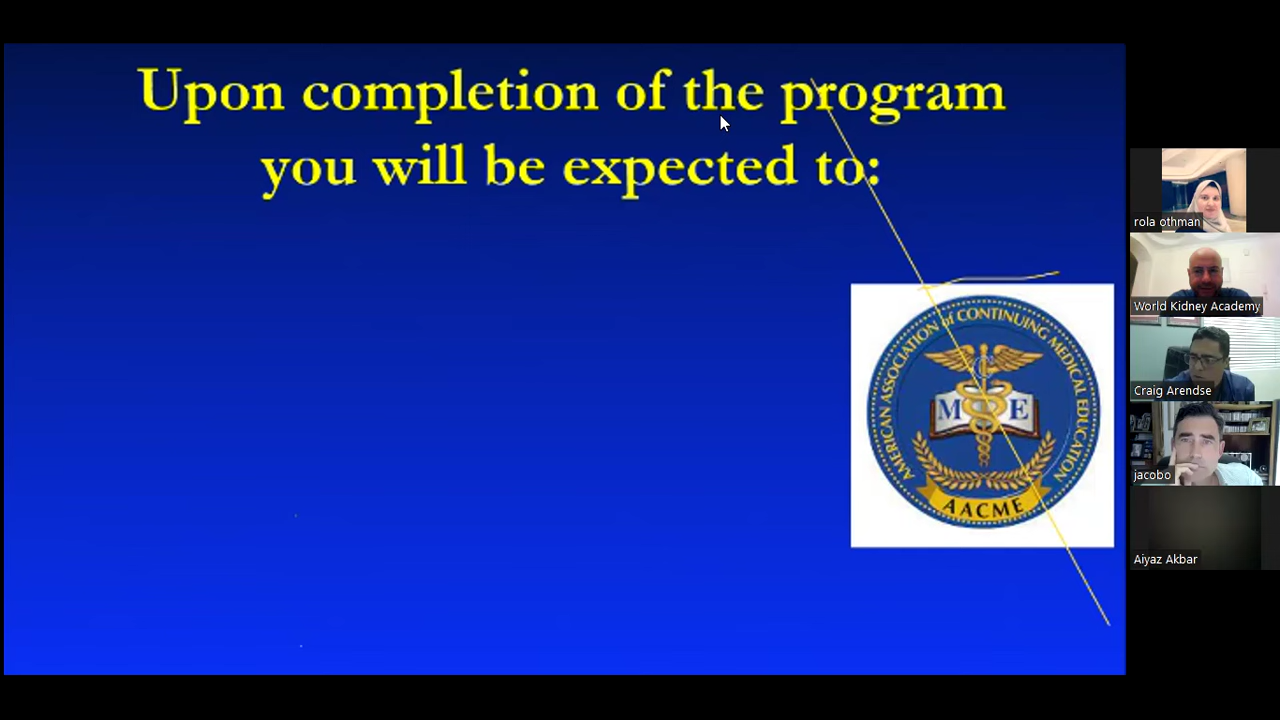 Upon completion of the program
you will be expected to:
AMERICAN ASSOCIATION of CONTINUING MEDICAL EDUCATION
C
M E
AACME
rola othman
World Kidney Academy
Craig Arendse
jacobo
Aiyaz Akbar